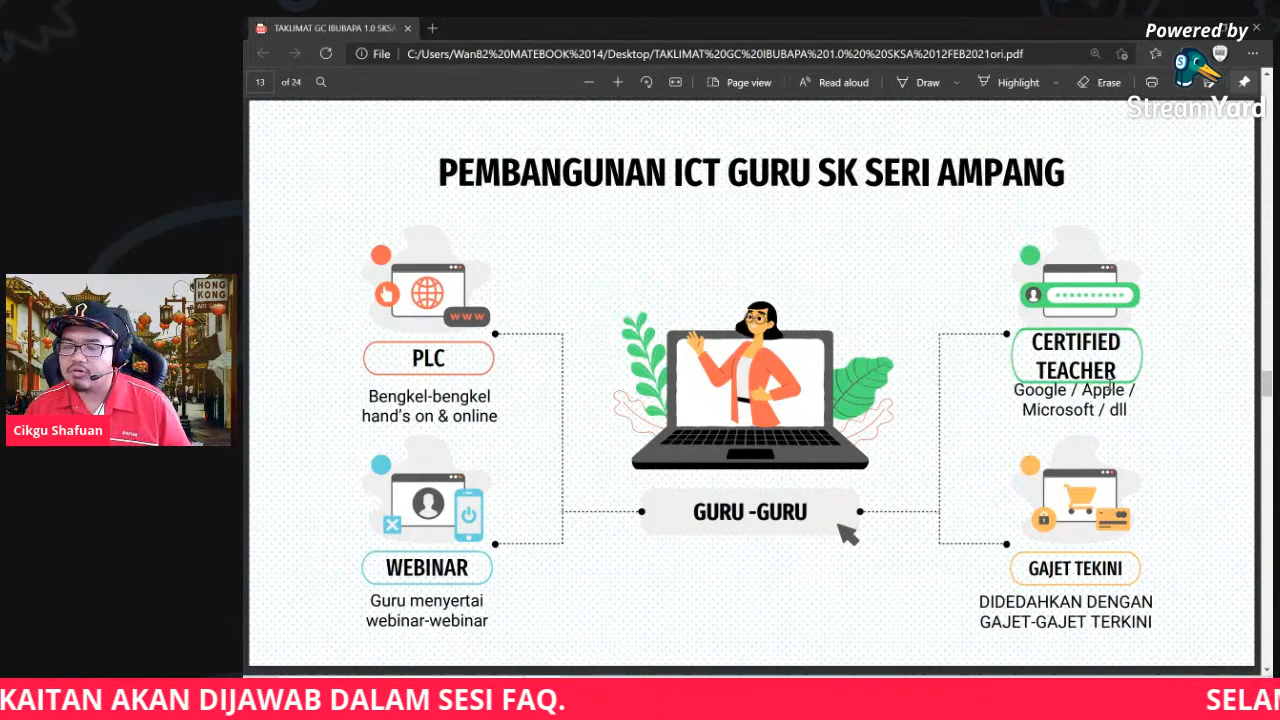 TAKLIMAT GC IBUBAPA 1.0 SKSA
Powered by
File
C:/Users/Wan82%20MATEBOOK%2014/Desktop/TAKLIMAT%20GC%20IBUBAPA%201.0%20%20SKSA%2012FEB2021ori.pdf
13 of 24
Page view
Read aloud
Draw
Highlight
Erase
StreamYard
PEMBANGUNAN ICT GURU SK SERI AMPANG
WWW
PLC
Bengkel-bengkel
hand's on & online
WEBINAR
Guru menyertai
webinar-webinar
GURU -GURU
CERTIFIED
TEACHER
Google / Apple /
Microsoft / dll
GAJET TEKINI
DIDEDAHKAN DENGAN
GAJET-GAJET TERKINI
HONG
KONG
Cikgu Shafuan
KAITAN AKAN DIJAWAB DALAM SESI FAQ.
SELAM